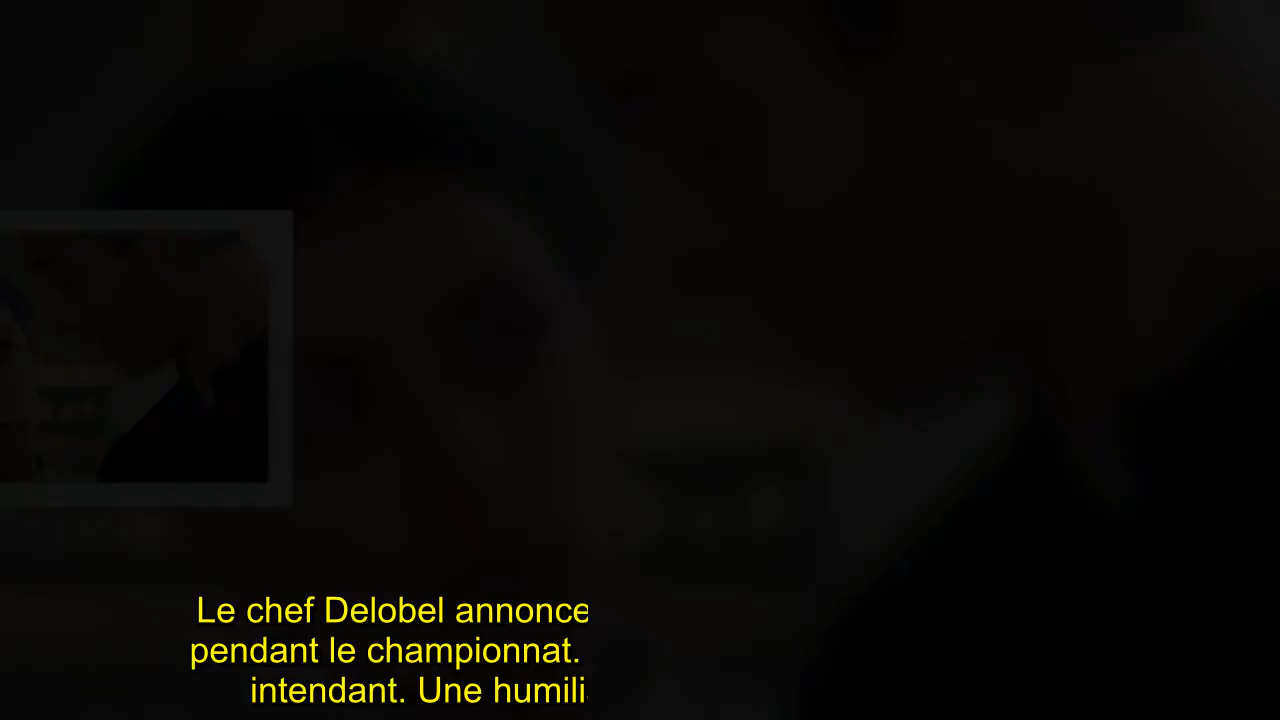 Le chef Delobel annonce
pendant le championnat.
intendant. Une